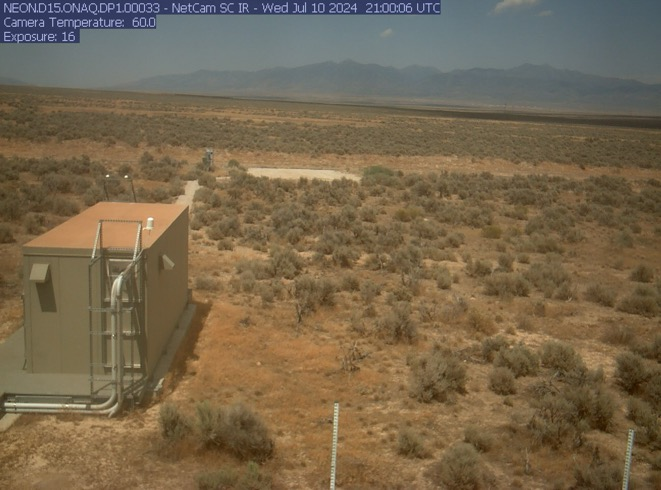 NEON.D15.ONAQ.DP1.00033 - NetCam SC IR - Wed Jul 10 2024 21:00:06 UTC
Camera Temperature: 60.0
Exposure: 16